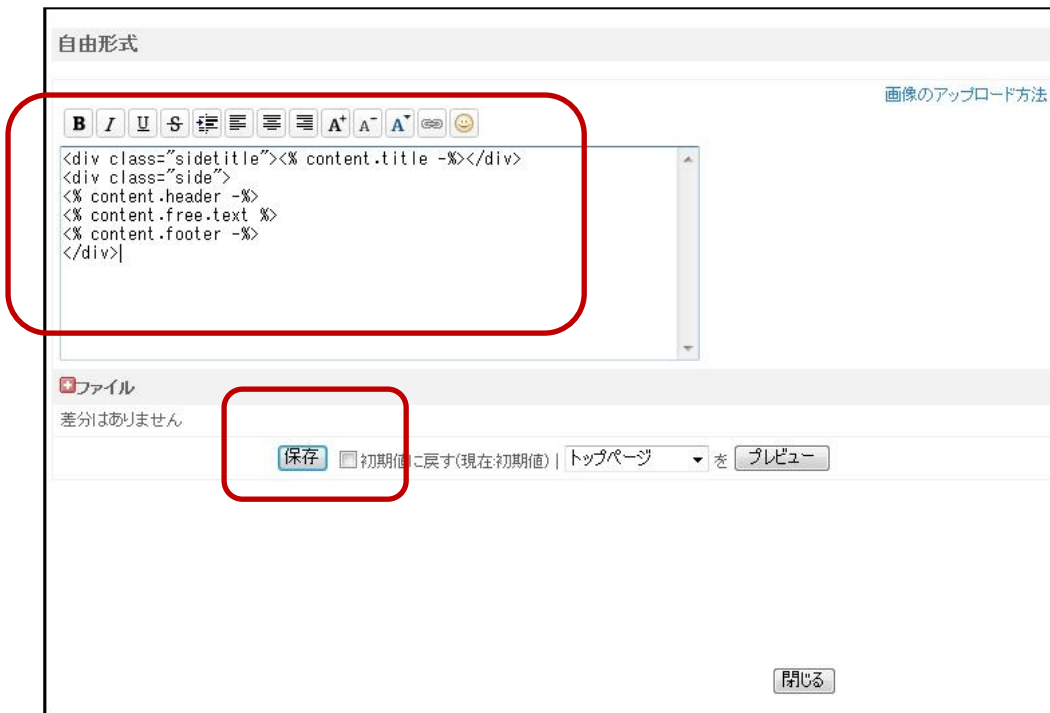 自由形式
画像のアップロード方法
B I U S A+ A- A
<div class="sidetitle"><% content.title -%></div>
<div class="side">
<% content.header -%>
<% content.free.text %>
<% content.footer -%>
</div>
ファイル
差分はありません
保存 初期値に戻す(現在:初期値) | トップページ を プレビュー
閉じる